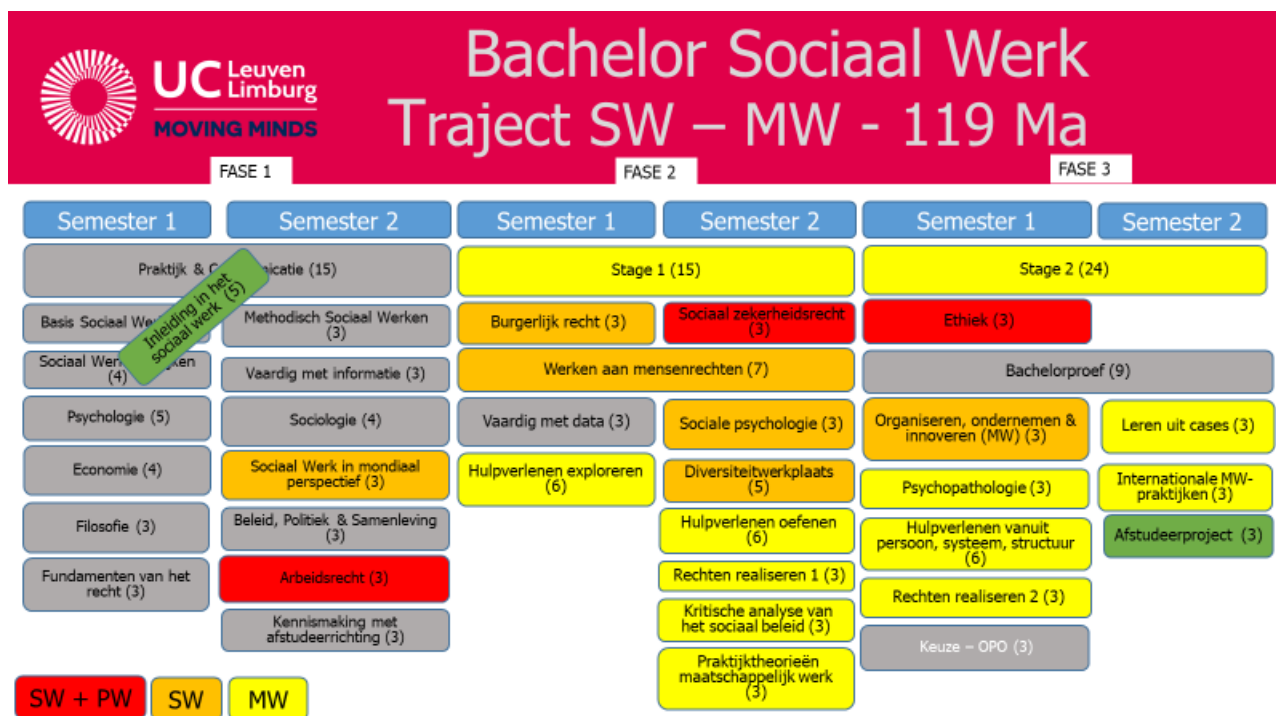 UC Leuven
Limburg
MOVING MINDS
Bachelor Sociaal Werk
Traject SW – MW - 119 Ma
FASE 1
FASE 2
FASE 3
Semester 1
Semester 2
Semester 1
Semester 2
Semester 1
Semester 2
Praktijk & C
nicatie (15)
Stage 1 (15)
Stage 2 (24)
Inleiding in het
sociaal werk (5)
Basis Sociaal We
Methodisch Sociaal Werken
(3)
Burgerlijk recht (3)
Sociaal zekerheidsrecht
(3)
Ethiek (3)
Sociaal Wer
ken
(4)
Vaardig met informatie (3)
Werken aan mensenrechten (7)
Bachelorproef (9)
Psychologie (5)
Sociologie (4)
Vaardig met data (3)
Sociale psychologie (3)
Organiseren, ondernemen &
innoveren (MW) (3)
Leren uit cases (3)
Economie (4)
Sociaal Werk in mondiaal
perspectief (3)
Hulpverlenen exploreren
(6)
Diversiteitwerkplaats
(5)
Psychopathologie (3)
Internationale MW-
praktijken (3)
Filosofie (3)
Beleid, Politiek & Samenleving
(3)
Hulpverlenen oefenen
(6)
Hulpverlenen vanuit
persoon, systeem, structuur
(6)
Afstudeerproject (3)
Fundamenten van het
recht (3)
Arbeidsrecht (3)
Rechten realiseren 1 (3)
Rechten realiseren 2 (3)
Kennismaking met
afstudeerrichting (3)
Kritische analyse van
het sociaal beleid (3)
Keuze – OPO (3)
Praktijktheorieën
maatschappelijk werk
(3)
SW + PW
SW
MW